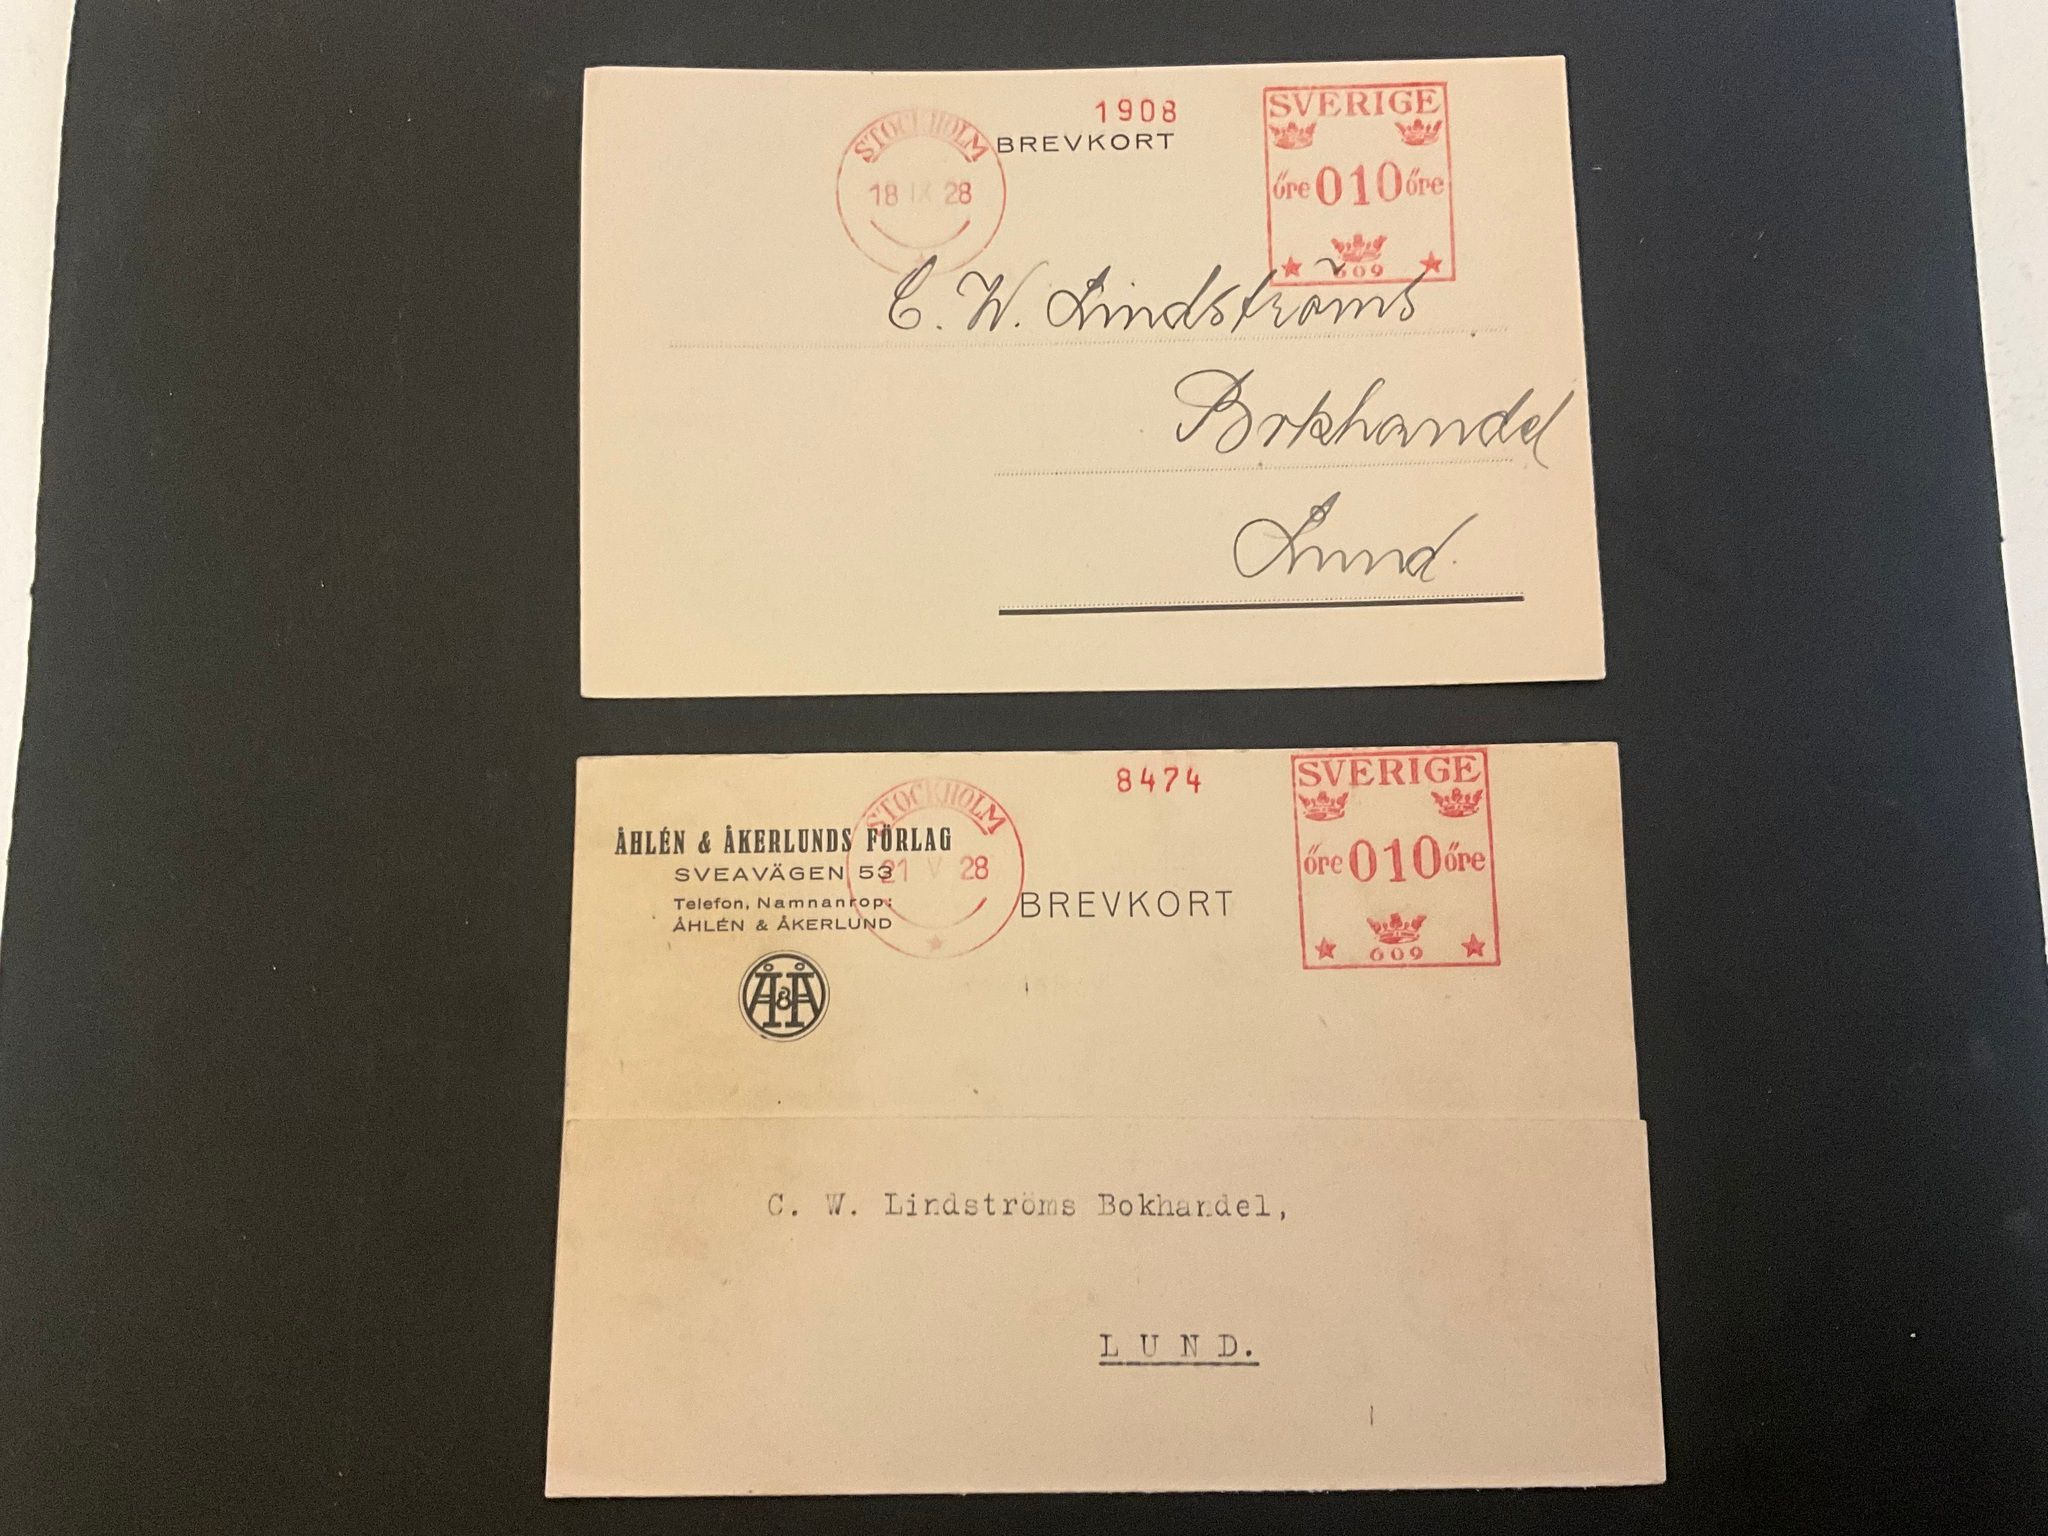 1908
SVERIGE
STOCKHOLM
BREVKORT
18 IX 28
öre 010 öre
609
C. W. Lindströms
Bokhandel
Lund.
8474
SVERIGE
STOCKHOLM
ÅHLÉN & ÅKERLUNDS FÖRLAG
SVEAVÄGEN 53
21 V 28
öre 010 öre
Telefon, Namnanrop:
BREVKORT
ÅHLÉN & ÅKERLUND
609
Å&Å
C. W. Lindströms Bokhandel,
L U N D.